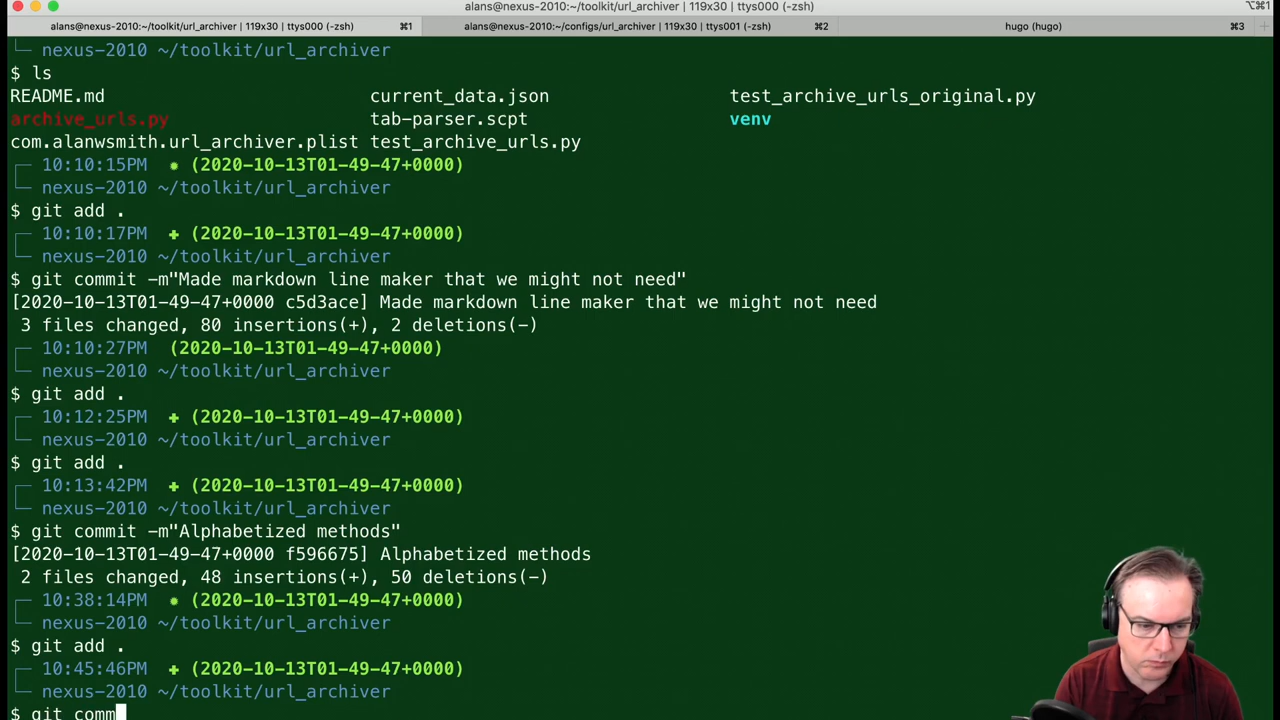 alans@nexus-2010:~/toolkit/url_archiver | 119x30 | ttys000 (-zsh)
⌥⌘1
alans@nexus-2010:~/toolkit/url_archiver | 119x30 | ttys000 (-zsh) ⌘1
alans@nexus-2010:~/configs/url_archiver | 119x30 | ttys001 (-zsh) ⌘2
hugo (hugo) ⌘3
└─ nexus-2010 ~/toolkit/url_archiver
$ ls
README.md current_data.json test_archive_urls_original.py
archive_urls.py tab-parser.scpt venv
com.alanwsmith.url_archiver.plist test_archive_urls.py
┌─ 10:10:15PM ● (2020-10-13T01-49-47+0000)
└─ nexus-2010 ~/toolkit/url_archiver
$ git add .
┌─ 10:10:17PM ✚ (2020-10-13T01-49-47+0000)
└─ nexus-2010 ~/toolkit/url_archiver
$ git commit -m"Made markdown line maker that we might not need"
[2020-10-13T01-49-47+0000 c5d3ace] Made markdown line maker that we might not need
3 files changed, 80 insertions(+), 2 deletions(-)
┌─ 10:10:27PM (2020-10-13T01-49-47+0000)
└─ nexus-2010 ~/toolkit/url_archiver
$ git add .
┌─ 10:12:25PM ✚ (2020-10-13T01-49-47+0000)
└─ nexus-2010 ~/toolkit/url_archiver
$ git add .
┌─ 10:13:42PM ✚ (2020-10-13T01-49-47+0000)
└─ nexus-2010 ~/toolkit/url_archiver
$ git commit -m"Alphabetized methods"
[2020-10-13T01-49-47+0000 f596675] Alphabetized methods
2 files changed, 48 insertions(+), 50 deletions(-)
┌─ 10:38:14PM ● (2020-10-13T01-49-47+0000)
└─ nexus-2010 ~/toolkit/url_archiver
$ git add .
┌─ 10:45:46PM ✚ (2020-10-13T01-49-47+0000)
└─ nexus-2010 ~/toolkit/url_archiver
$ git comm